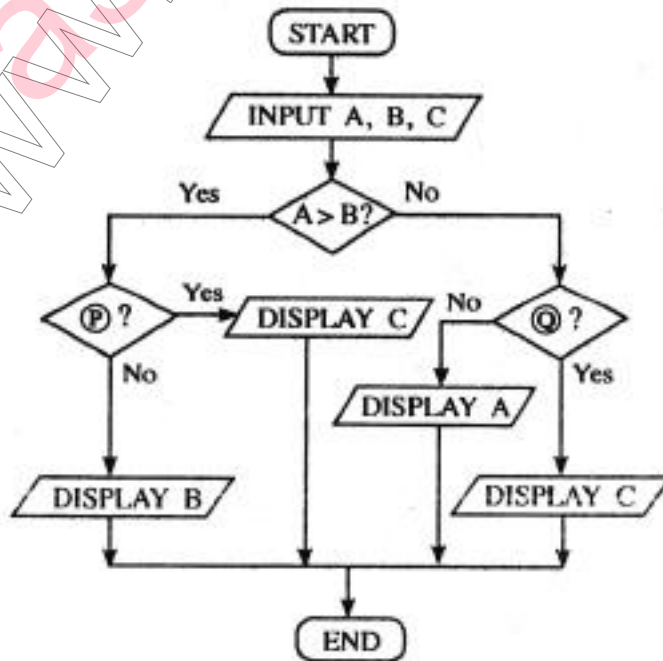 START
INPUT A, B, C
Yes
A > B?
No
Ⓟ ?
Yes
DISPLAY C
No
Ⓠ ?
No
DISPLAY A
Yes
DISPLAY B
DISPLAY C
END